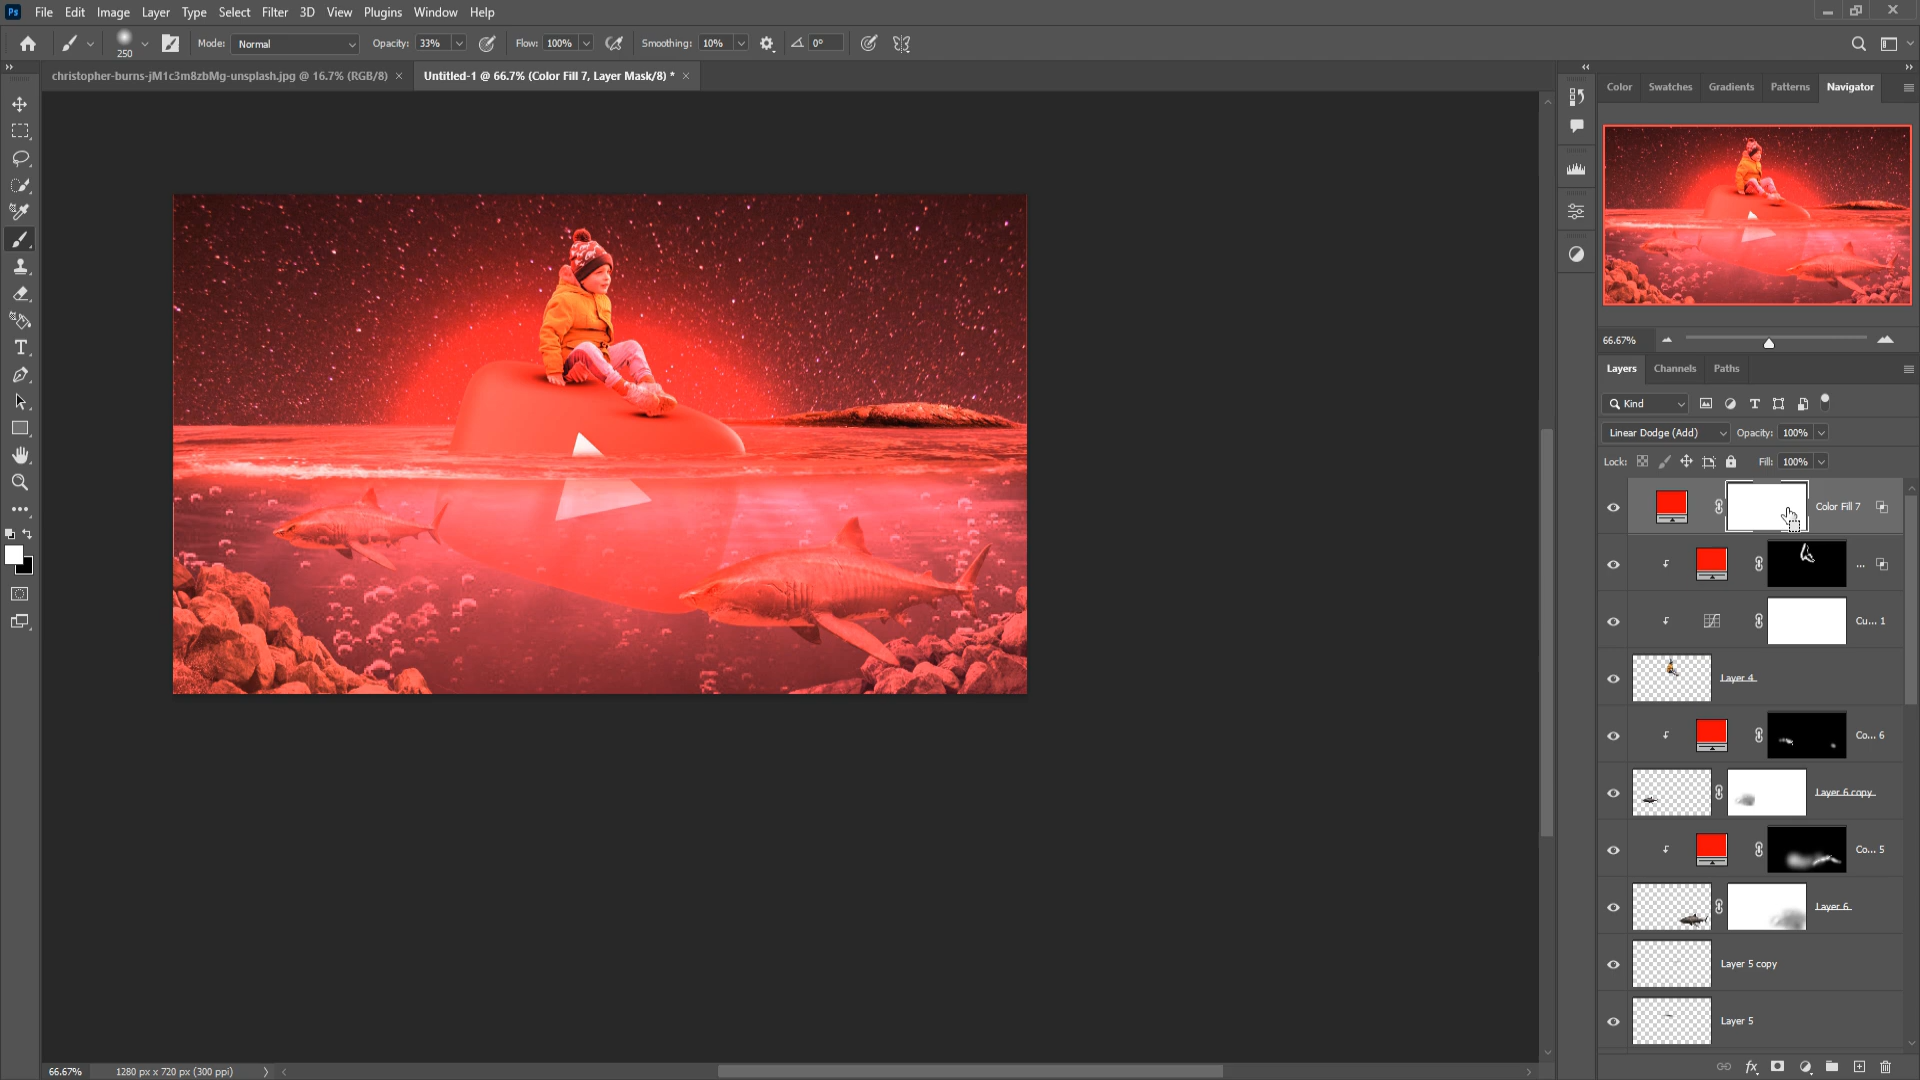 Ps File Edit Image Layer Type Select Filter 3D View Plugins Window Help
250 Mode: Normal Opacity: 33% Flow: 100% Smoothing: 10% 0°
christopher-burns-jM1c3m8zbMg-unsplash.jpg @ 16.7% (RGB/8) × Untitled-1 @ 66.7% (Color Fill 7, Layer Mask/8) * ×
Color Swatches Gradients Patterns Navigator
66.67%
Layers Channels Paths
Kind
Linear Dodge (Add) Opacity: 100%
Lock: Fill: 100%
Color Fill 7
...
Cu... 1
Layer 4
Co... 6
Layer 6 copy
Co... 5
Layer 6
Layer 5 copy
Layer 5
66.67% 1280 px x 720 px (300 ppi)
fx